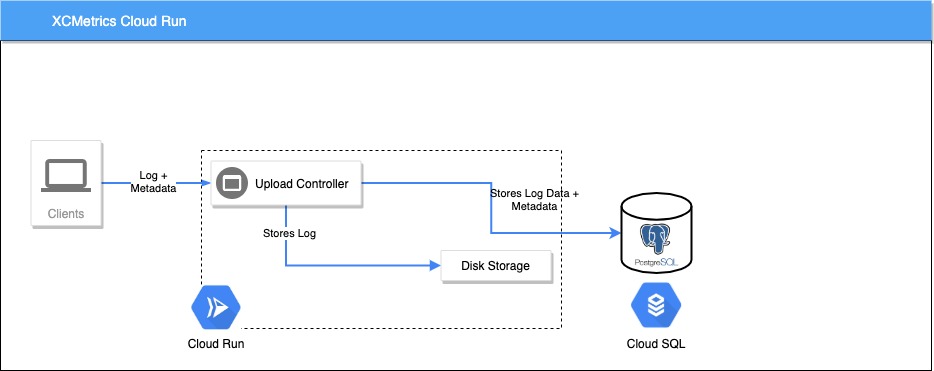 XCMetrics Cloud Run
Log +
Metadata
Upload Controller
Stores Log Data +
Metadata
Clients
Stores Log
Disk Storage
PostgreSQL
Cloud Run
Cloud SQL